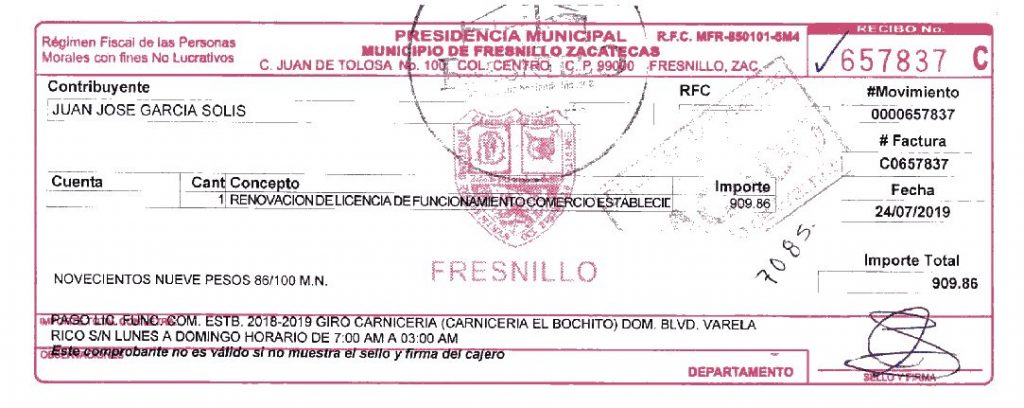 Régimen Fiscal de las Personas
Morales con fines No Lucrativos
PRESIDENCIA MUNICIPAL
MUNICIPIO DE FRESNILLO ZACATECAS
C. JUAN DE TOLOSA No. 100 COL. CENTRO C. P. 99000 FRESNILLO, ZAC.
R.F.C. MFR-850101-5M4
RECIBO No.
657837 C
Contribuyente
JUAN JOSE GARCIA SOLIS
RFC
#Movimiento
0000657837
# Factura
C0657837
Fecha
24/07/2019
Cuenta Cant Concepto Importe
1 RENOVACION DE LICENCIA DE FUNCIONAMIENTO COMERCIO ESTABLECID 909.86
7085.
FRESNILLO
NOVECIENTOS NUEVE PESOS 86/100 M.N.
Importe Total
909.86
PAGO LIC. FUNC. COM. ESTB. 2018-2019 GIRO CARNICERIA (CARNICERIA EL BOCHITO) DOM. BLVD. VARELA
RICO S/N LUNES A DOMINGO HORARIO DE 7:00 AM A 03:00 AM
OBSERVACIONES
Este comprobante no es válido si no muestra el sello y firma del cajero
DEPARTAMENTO
SELLO Y FIRMA